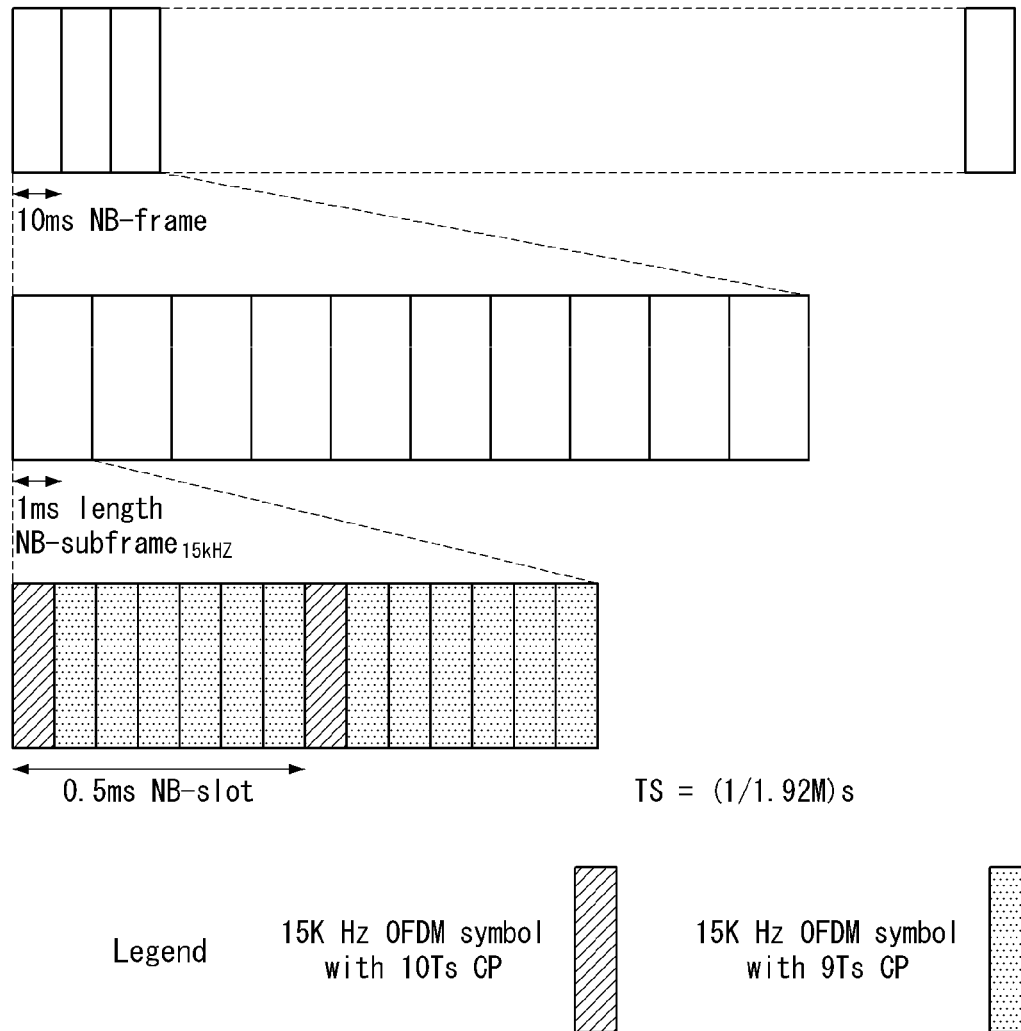 10ms NB-frame
1ms length
NB-subframe15kHZ
0.5ms NB-slot
TS = (1/1.92M)s
Legend
15K Hz OFDM symbol
with 10Ts CP
15K Hz OFDM symbol
with 9Ts CP